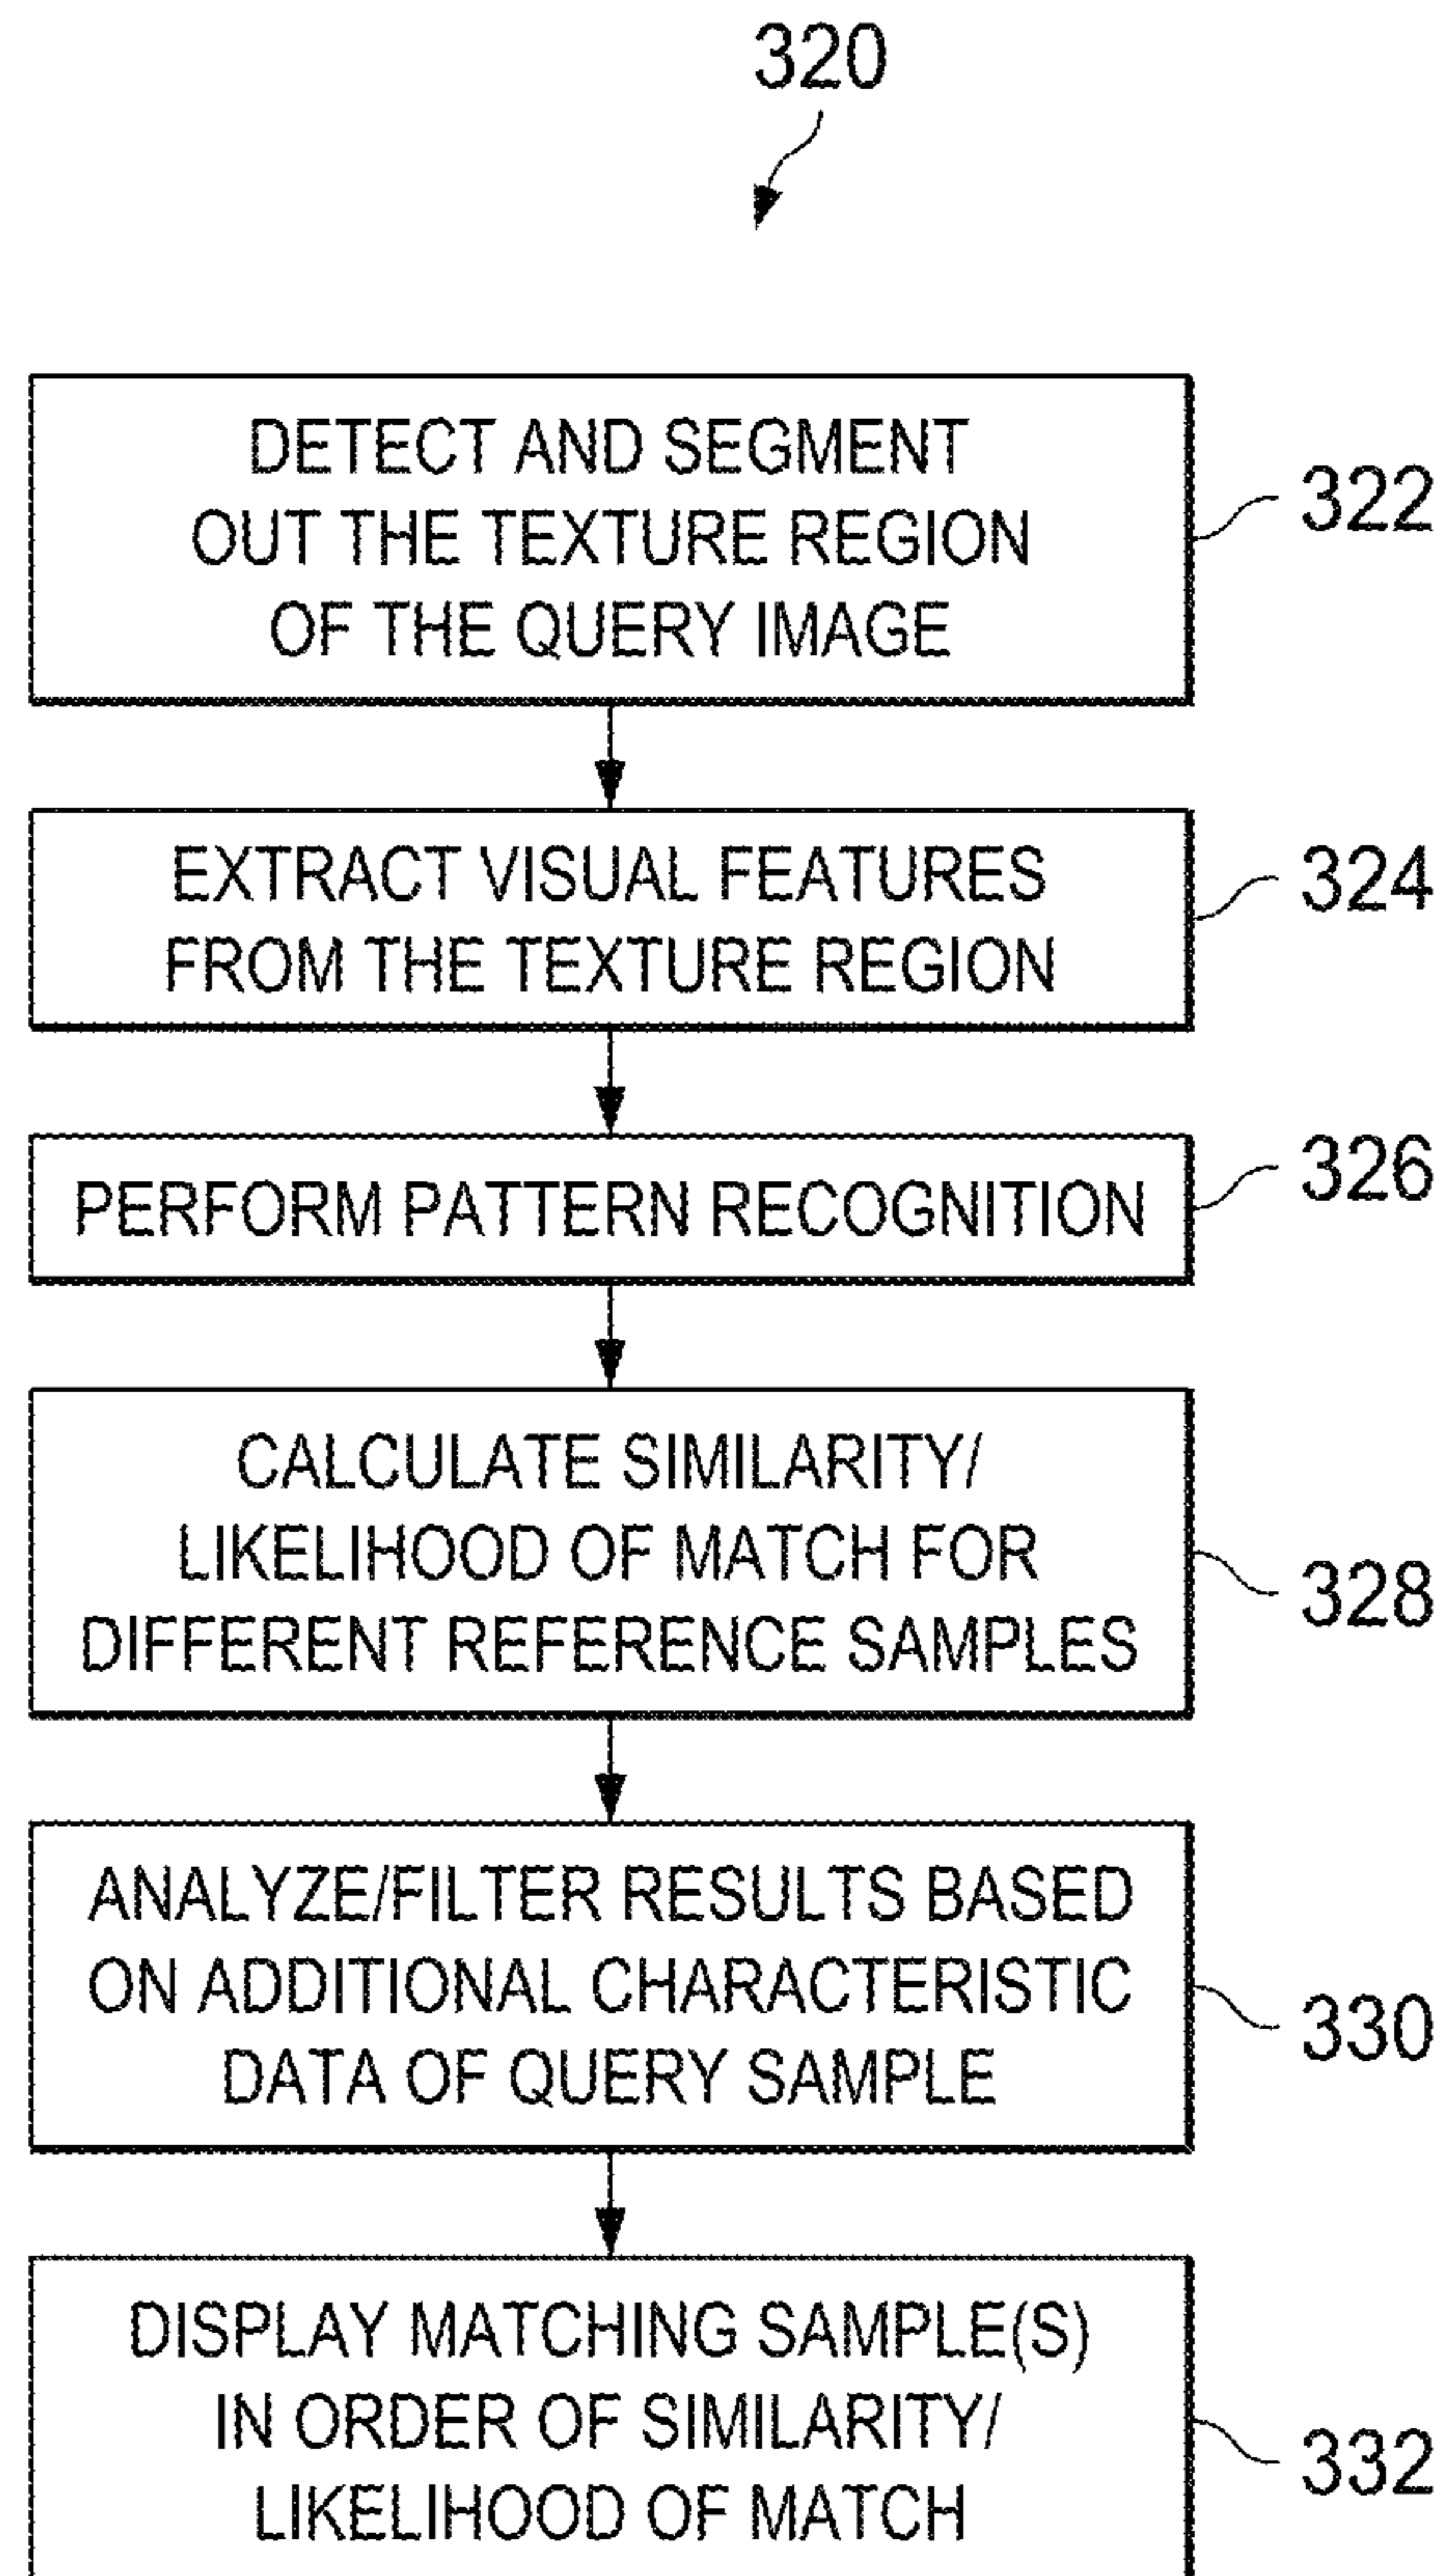 320
DETECT AND SEGMENT
OUT THE TEXTURE REGION
OF THE QUERY IMAGE
322
EXTRACT VISUAL FEATURES
FROM THE TEXTURE REGION
324
PERFORM PATTERN RECOGNITION
326
CALCULATE SIMILARITY/
LIKELIHOOD OF MATCH FOR
DIFFERENT REFERENCE SAMPLES
328
ANALYZE/FILTER RESULTS BASED
ON ADDITIONAL CHARACTERISTIC
DATA OF QUERY SAMPLE
330
DISPLAY MATCHING SAMPLE(S)
IN ORDER OF SIMILARITY/
LIKELIHOOD OF MATCH
332